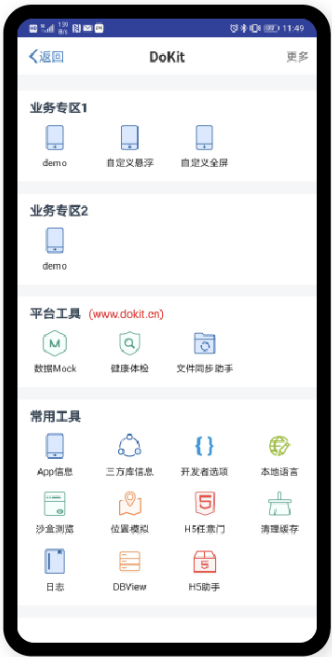 139 B/s 11:49
返回 DoKit 更多
业务专区1
demo 自定义悬浮 自定义全屏
业务专区2
demo
平台工具 (www.dokit.cn)
数据Mock 健康体检 文件同步助手
常用工具
App信息 三方库信息 开发者选项 本地语言
沙盒浏览 位置模拟 H5任意门 清理缓存
日志 DBView H5助手